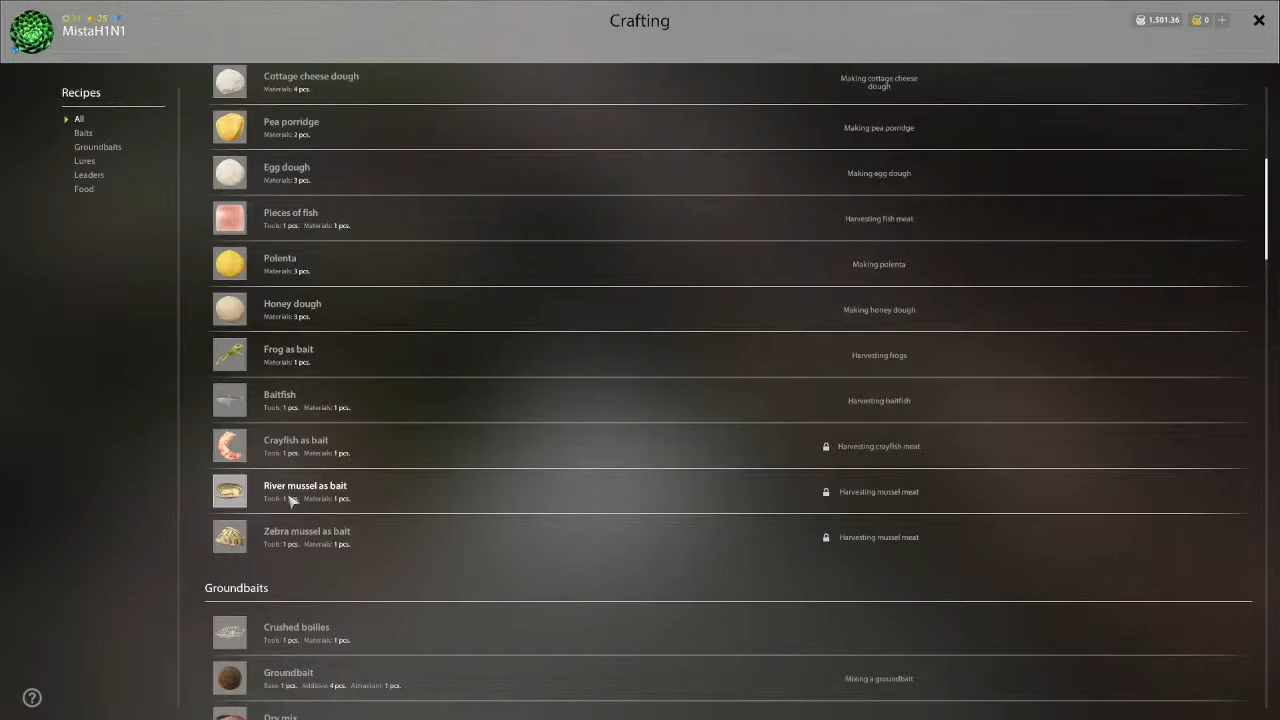 11 25
MistaH1N1
Crafting
1,501.36
0
Recipes
All
Baits
Groundbaits
Lures
Leaders
Food
Cottage cheese dough
Materials: 4 pcs.
Making cottage cheese
dough
Pea porridge
Materials: 2 pcs.
Making pea porridge
Egg dough
Materials: 3 pcs.
Making egg dough
Pieces of fish
Tools: 1 pcs. Materials: 1 pcs.
Harvesting fish meat
Polenta
Materials: 3 pcs.
Making polenta
Honey dough
Materials: 3 pcs.
Making honey dough
Frog as bait
Materials: 1 pcs.
Harvesting frogs
Baitfish
Tools: 1 pcs. Materials: 1 pcs.
Harvesting baitfish
Crayfish as bait
Tools: 1 pcs. Materials: 1 pcs.
Harvesting crayfish meat
River mussel as bait
Tools: 1 pcs. Materials: 1 pcs.
Harvesting mussel meat
Zebra mussel as bait
Tools: 1 pcs. Materials: 1 pcs.
Harvesting mussel meat
Groundbaits
Crushed boilies
Tools: 1 pcs. Materials: 1 pcs.
Groundbait
Base: 1 pcs. Additive: 4 pcs. Attractant: 1 pcs.
Mixing a groundbait
Dry mix